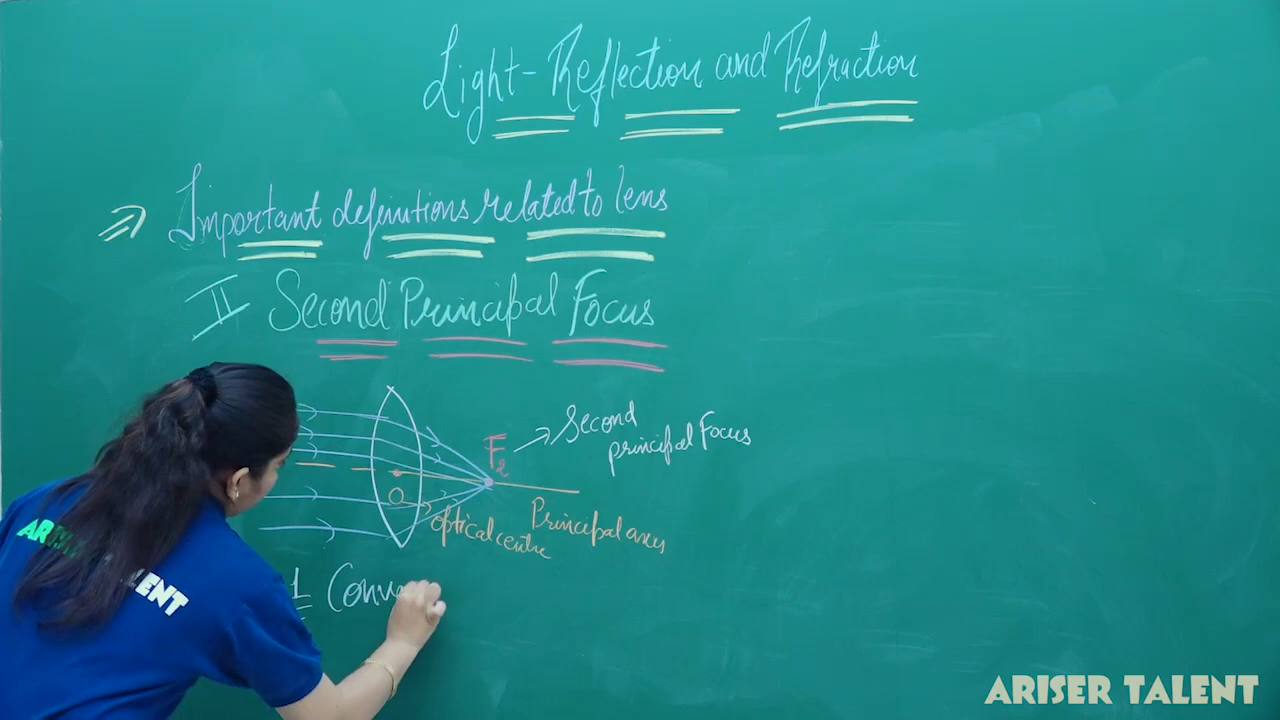 Light-Reflection and Refraction
⇒ Important definitions related to lens
II Second Principal Focus
F2 → Second
principal Focus
O → optical centre
Principal axis
1 Conve
ARISER TALENT